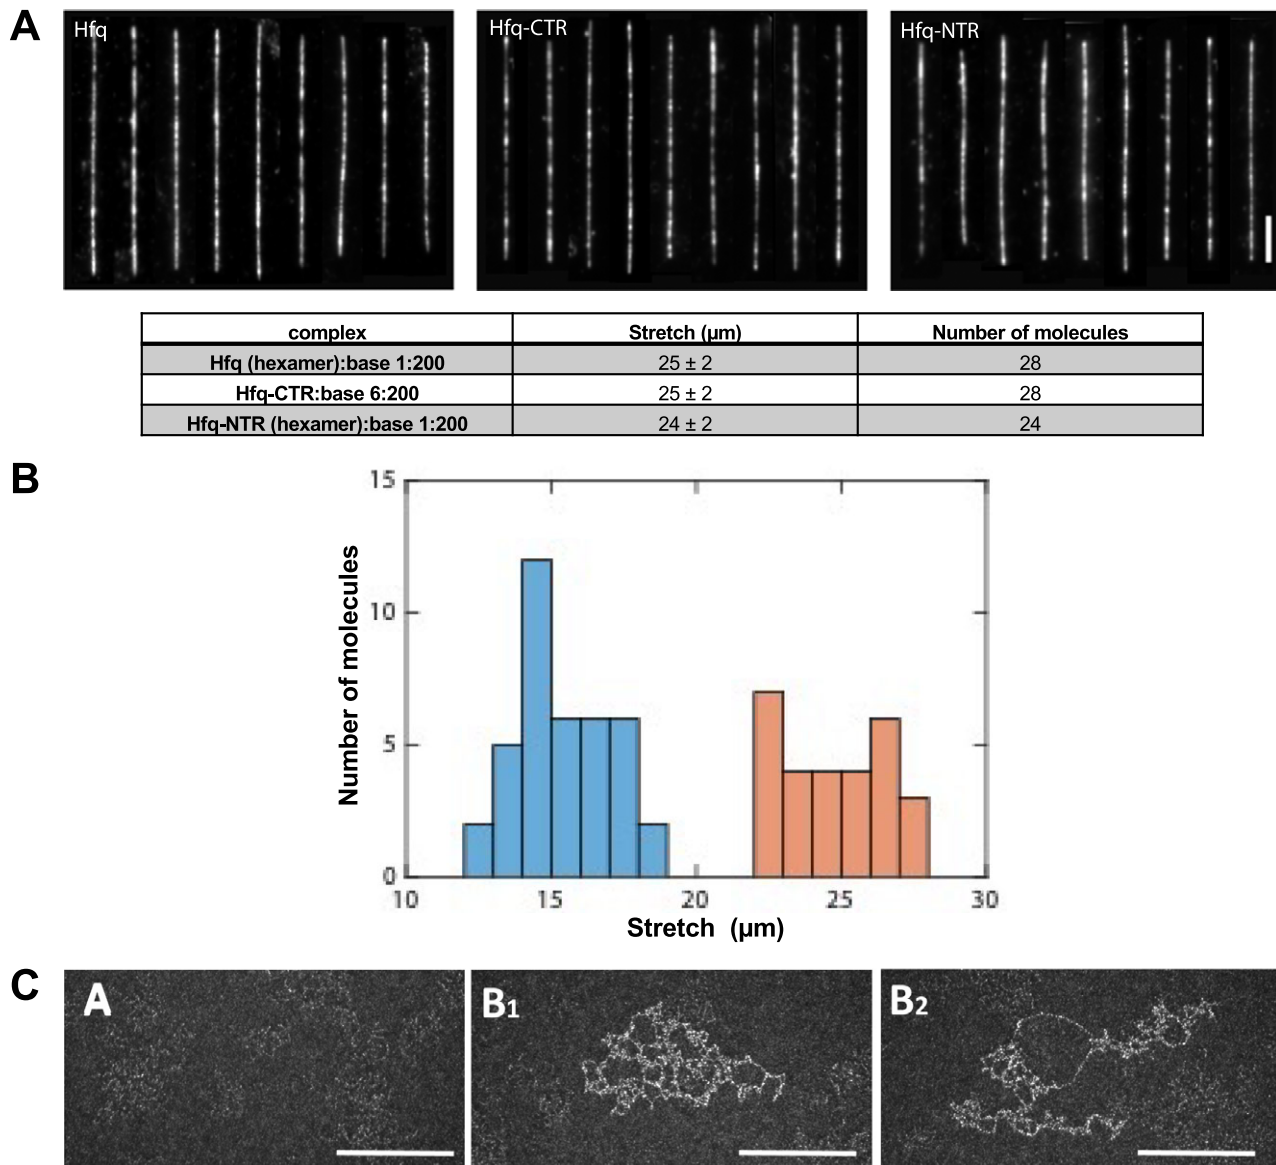 A
Hfq
Hfq-CTR
Hfq-NTR
complex Stretch (µm) Number of molecules
Hfq (hexamer):base 1:200 25 ± 2 28
Hfq-CTR:base 6:200 25 ± 2 28
Hfq-NTR (hexamer):base 1:200 24 ± 2 24
B
15
10
5
0
Number of molecules
10 15 20 25 30
Stretch (µm)
C
A
B1
B2